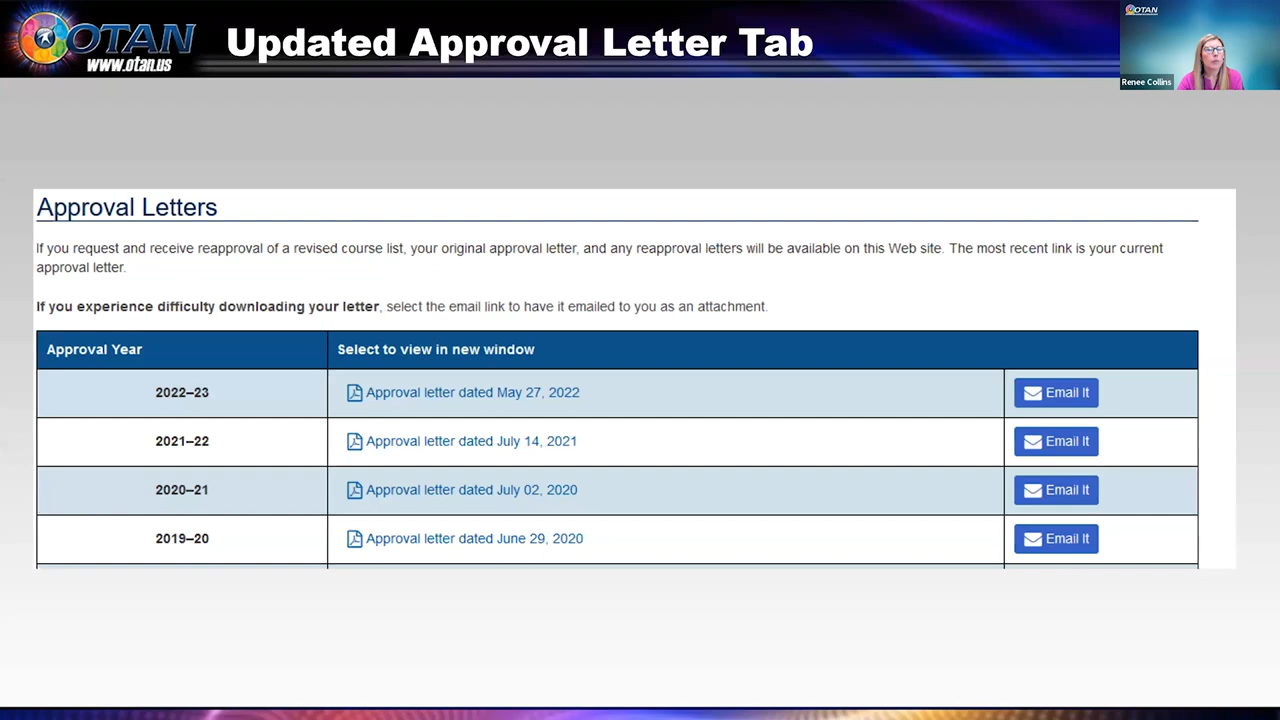 OTAN
www.otan.us
Updated Approval Letter Tab
OTAN
Renee Collins
Approval Letters
If you request and receive reapproval of a revised course list, your original approval letter, and any reapproval letters will be available on this Web site. The most recent link is your current
approval letter.
If you experience difficulty downloading your letter, select the email link to have it emailed to you as an attachment.
Approval Year Select to view in new window
2022–23 Approval letter dated May 27, 2022 Email It
2021–22 Approval letter dated July 14, 2021 Email It
2020–21 Approval letter dated July 02, 2020 Email It
2019–20 Approval letter dated June 29, 2020 Email It